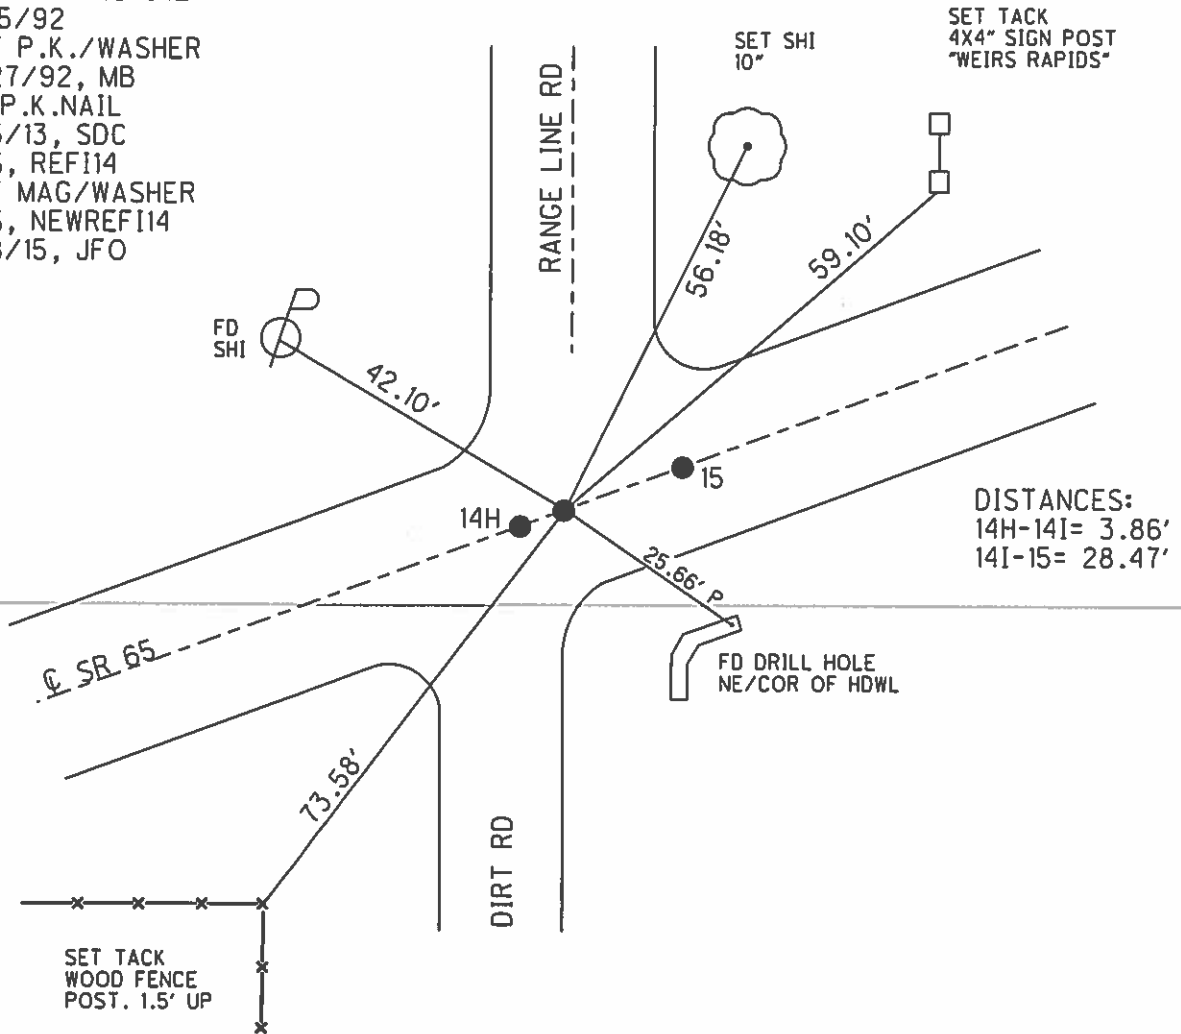 5/92
P.K./WASHER
27/92, MB
P.K.NAIL
/13, SDC
, REFI14
MAG/WASHER
, NEWREFI14
/15, JFO
SET SHI
10"
SET TACK
4X4" SIGN POST
"WEIRS RAPIDS"
RANGE LINE RD
56.18'
59.10'
FD
SHI
42.10'
14H
15
DISTANCES:
14H-14I= 3.86'
14I-15= 28.47'
25.66' P
℄ SR 65
FD DRILL HOLE
NE/COR OF HDWL
73.58'
DIRT RD
SET TACK
WOOD FENCE
POST. 1.5' UP